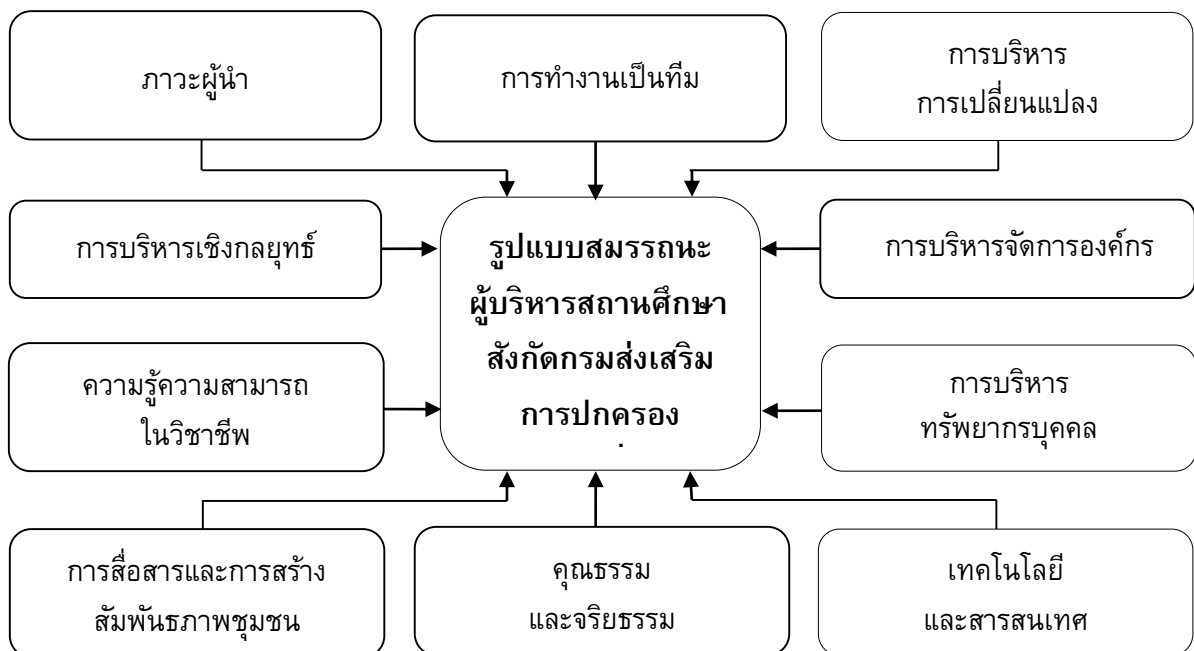 ภาวะผู้นำ
การทำงานเป็นทีม
การบริหาร
การเปลี่ยนแปลง
การบริหารเชิงกลยุทธ์
รูปแบบสมรรถนะ
ผู้บริหารสถานศึกษา
สังกัดกรมส่งเสริม
การปกครอง
การบริหารจัดการองค์กร
ความรู้ความสามารถ
ในวิชาชีพ
การบริหาร
ทรัพยากรบุคคล
การสื่อสารและการสร้าง
สัมพันธภาพชุมชน
คุณธรรม
และจริยธรรม
เทคโนโลยี
และสารสนเทศ